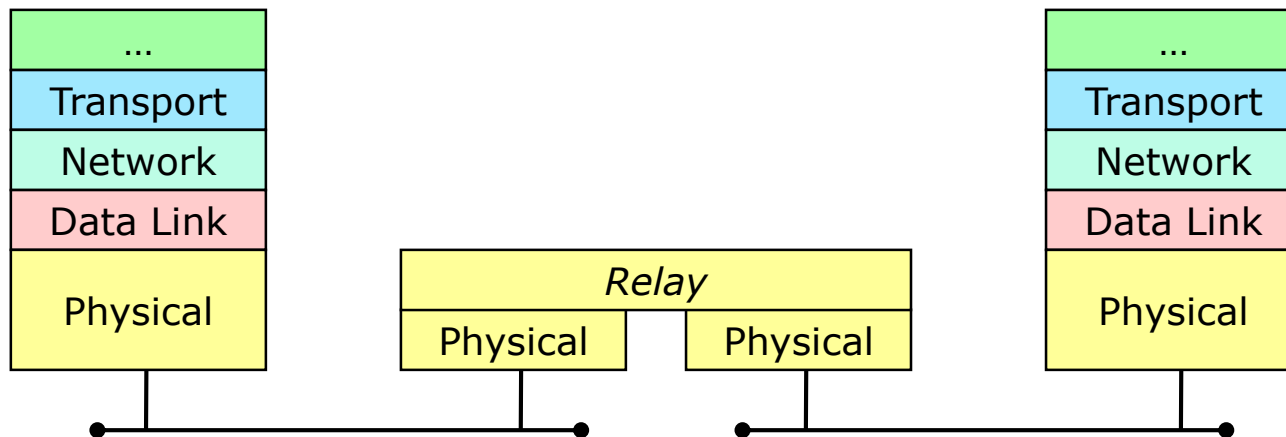 …
Transport
Network
Data Link
Physical
Relay
Physical
Physical
…
Transport
Network
Data Link
Physical